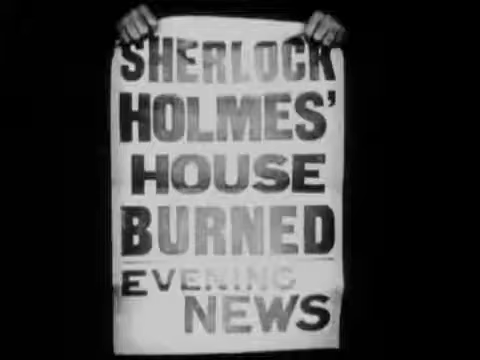 SHERLOCK
HOLMES'
HOUSE
BURNED
EVENING
NEWS